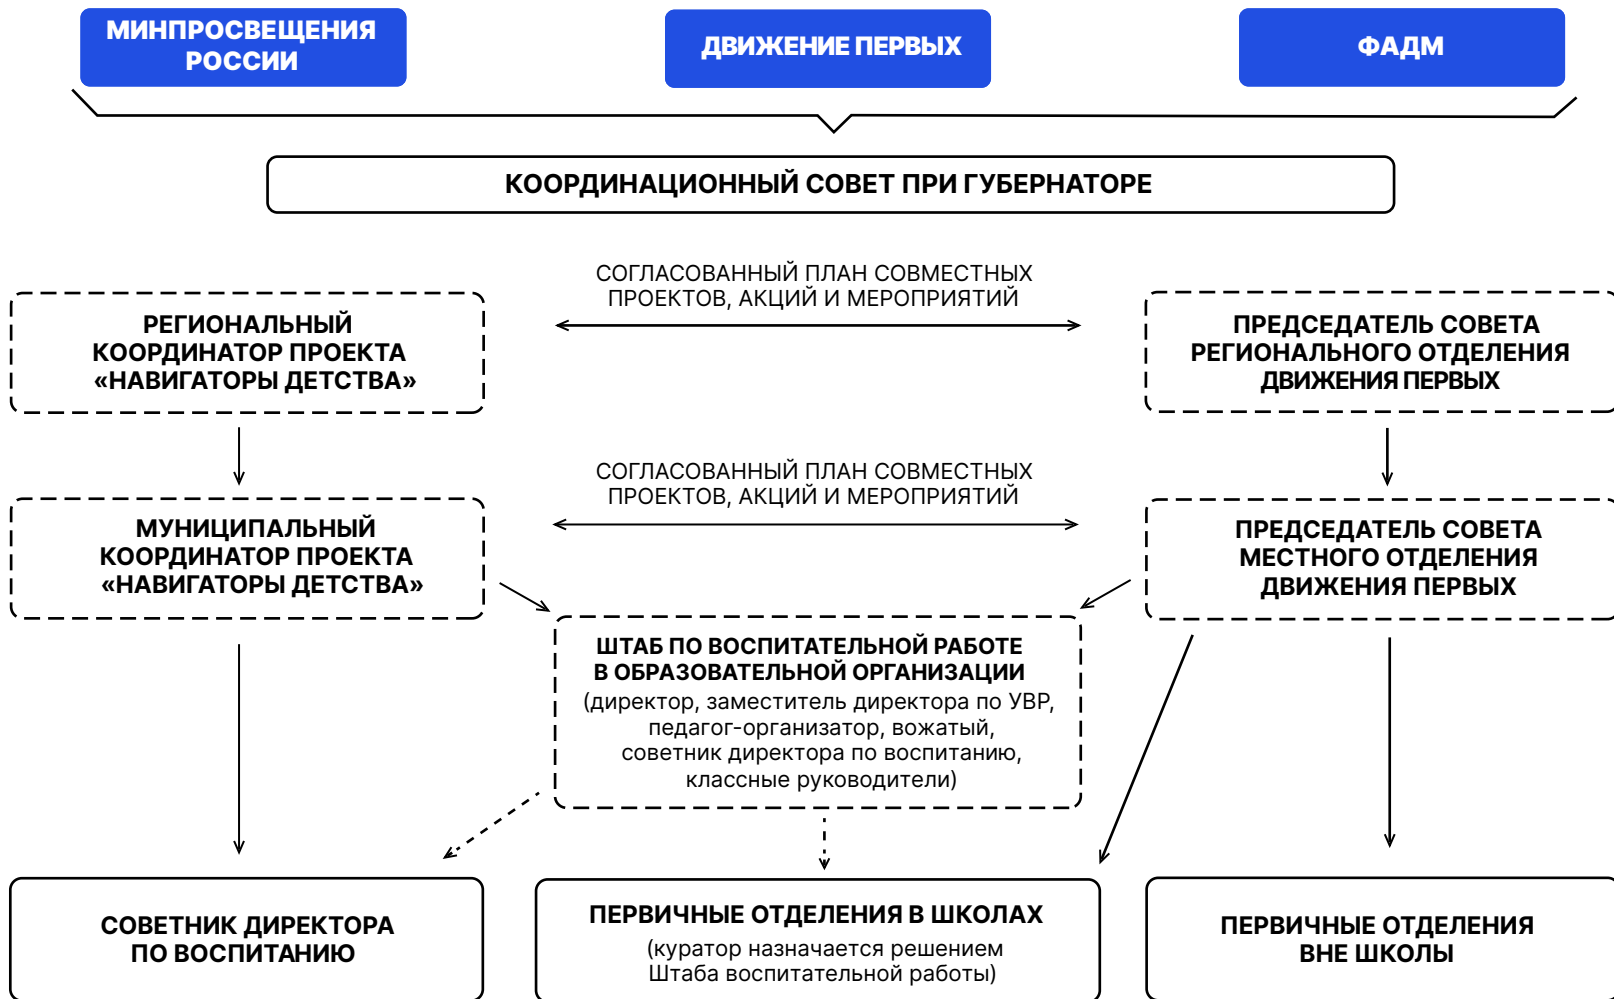 МИНПРОСВЕЩЕНИЯ
РОССИИ
ДВИЖЕНИЕ ПЕРВЫХ
ФАДМ
КООРДИНАЦИОННЫЙ СОВЕТ ПРИ ГУБЕРНАТОРЕ
РЕГИОНАЛЬНЫЙ
КООРДИНАТОР ПРОЕКТА
«НАВИГАТОРЫ ДЕТСТВА»
СОГЛАСОВАННЫЙ ПЛАН СОВМЕСТНЫХ
ПРОЕКТОВ, АКЦИЙ И МЕРОПРИЯТИЙ
ПРЕДСЕДАТЕЛЬ СОВЕТА
РЕГИОНАЛЬНОГО ОТДЕЛЕНИЯ
ДВИЖЕНИЯ ПЕРВЫХ
МУНИЦИПАЛЬНЫЙ
КООРДИНАТОР ПРОЕКТА
«НАВИГАТОРЫ ДЕТСТВА»
СОГЛАСОВАННЫЙ ПЛАН СОВМЕСТНЫХ
ПРОЕКТОВ, АКЦИЙ И МЕРОПРИЯТИЙ
ПРЕДСЕДАТЕЛЬ СОВЕТА
МЕСТНОГО ОТДЕЛЕНИЯ
ДВИЖЕНИЯ ПЕРВЫХ
ШТАБ ПО ВОСПИТАТЕЛЬНОЙ РАБОТЕ
В ОБРАЗОВАТЕЛЬНОЙ ОРГАНИЗАЦИИ
(директор, заместитель директора по УВР,
педагог-организатор, вожатый,
советник директора по воспитанию,
классные руководители)
СОВЕТНИК ДИРЕКТОРА
ПО ВОСПИТАНИЮ
ПЕРВИЧНЫЕ ОТДЕЛЕНИЯ В ШКОЛАХ
(куратор назначается решением
Штаба воспитательной работы)
ПЕРВИЧНЫЕ ОТДЕЛЕНИЯ
ВНЕ ШКОЛЫ